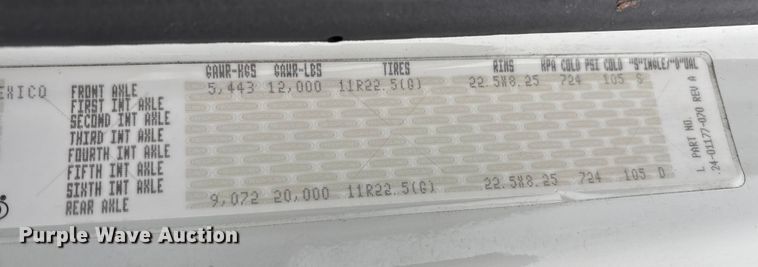 GAWR-KGS GAWR-LBS TIRES RIMS KPA COLD PSI COLD "S"INGLE/"D"UAL
EXICO FRONT AXLE 5,443 12,000 11R22.5(G) 22.5X8.25 724 105 S
FIRST INT AXLE
SECOND INT AXLE
THIRD INT AXLE
FOURTH INT AXLE
FIFTH INT AXLE
SIXTH INT AXLE
REAR AXLE 9,072 20,000 11R22.5(G) 22.5X8.25 724 105 D
L PART NO.
24-01177-070 REV A
Purple Wave Auction